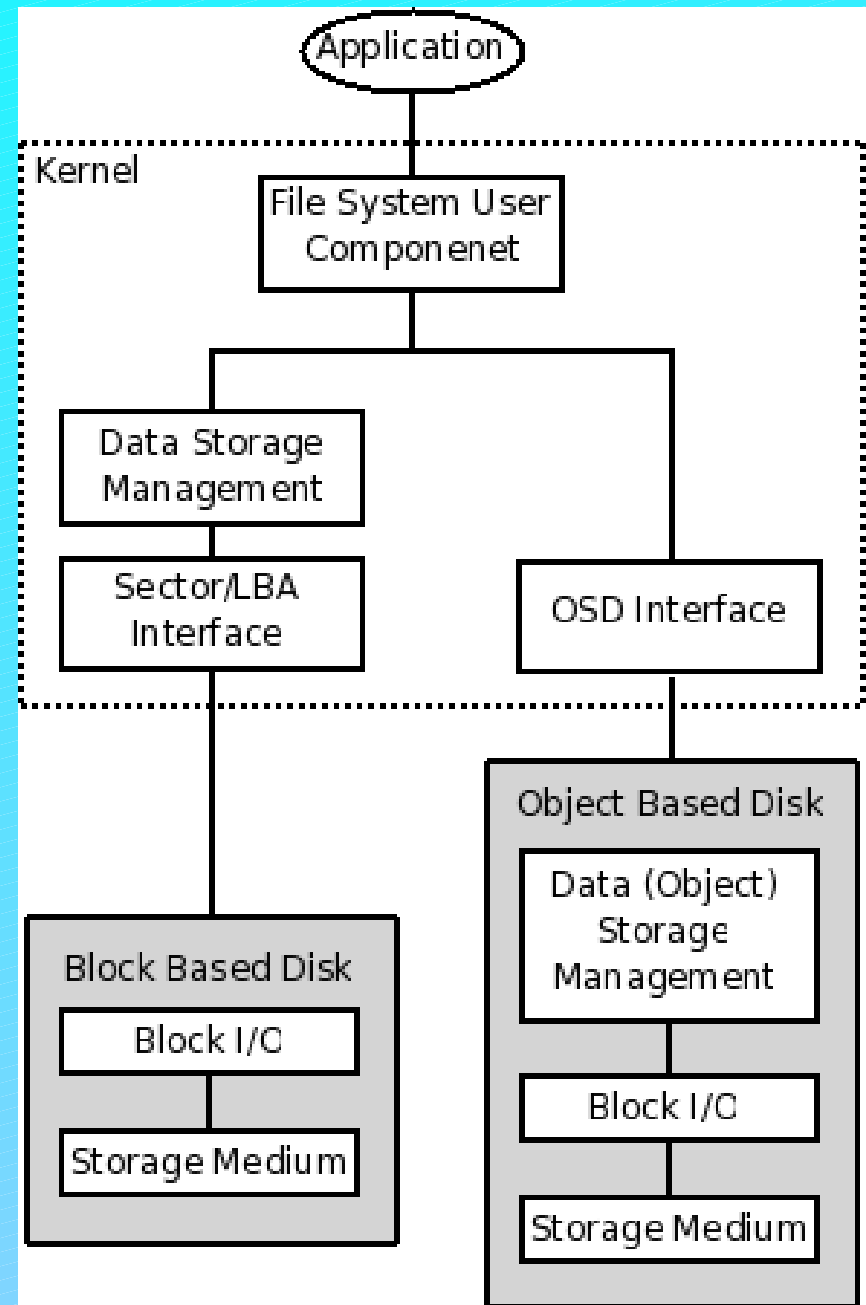 Application
Kernel
File System User
Componenet
Data Storage
Management
Sector/LBA
Interface
OSD Interface
Block Based Disk
Block I/O
Storage Medium
Object Based Disk
Data (Object)
Storage
Management
Block I/O
Storage Medium